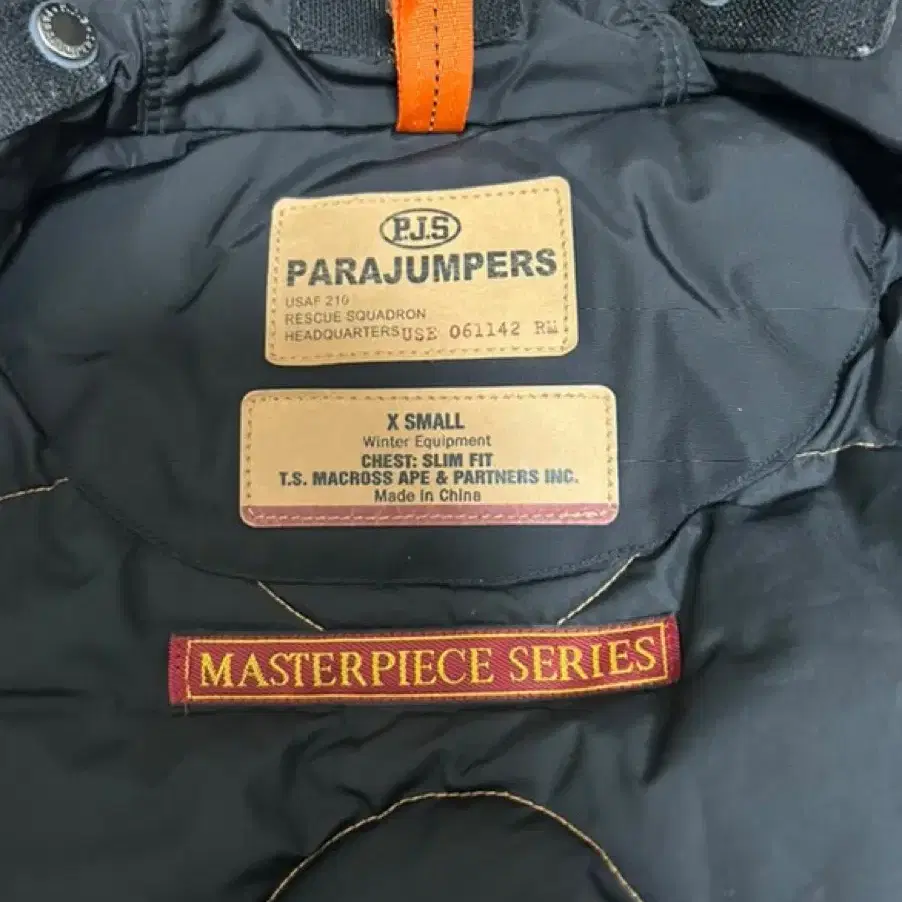 P.J.S
PARAJUMPERS
USAF 210
RESCUE SQUADRON
HEADQUARTERS USE 061142 RM
X SMALL
Winter Equipment
CHEST: SLIM FIT
T.S. MACROSS APE & PARTNERS INC.
Made in China
MASTERPIECE SERIES